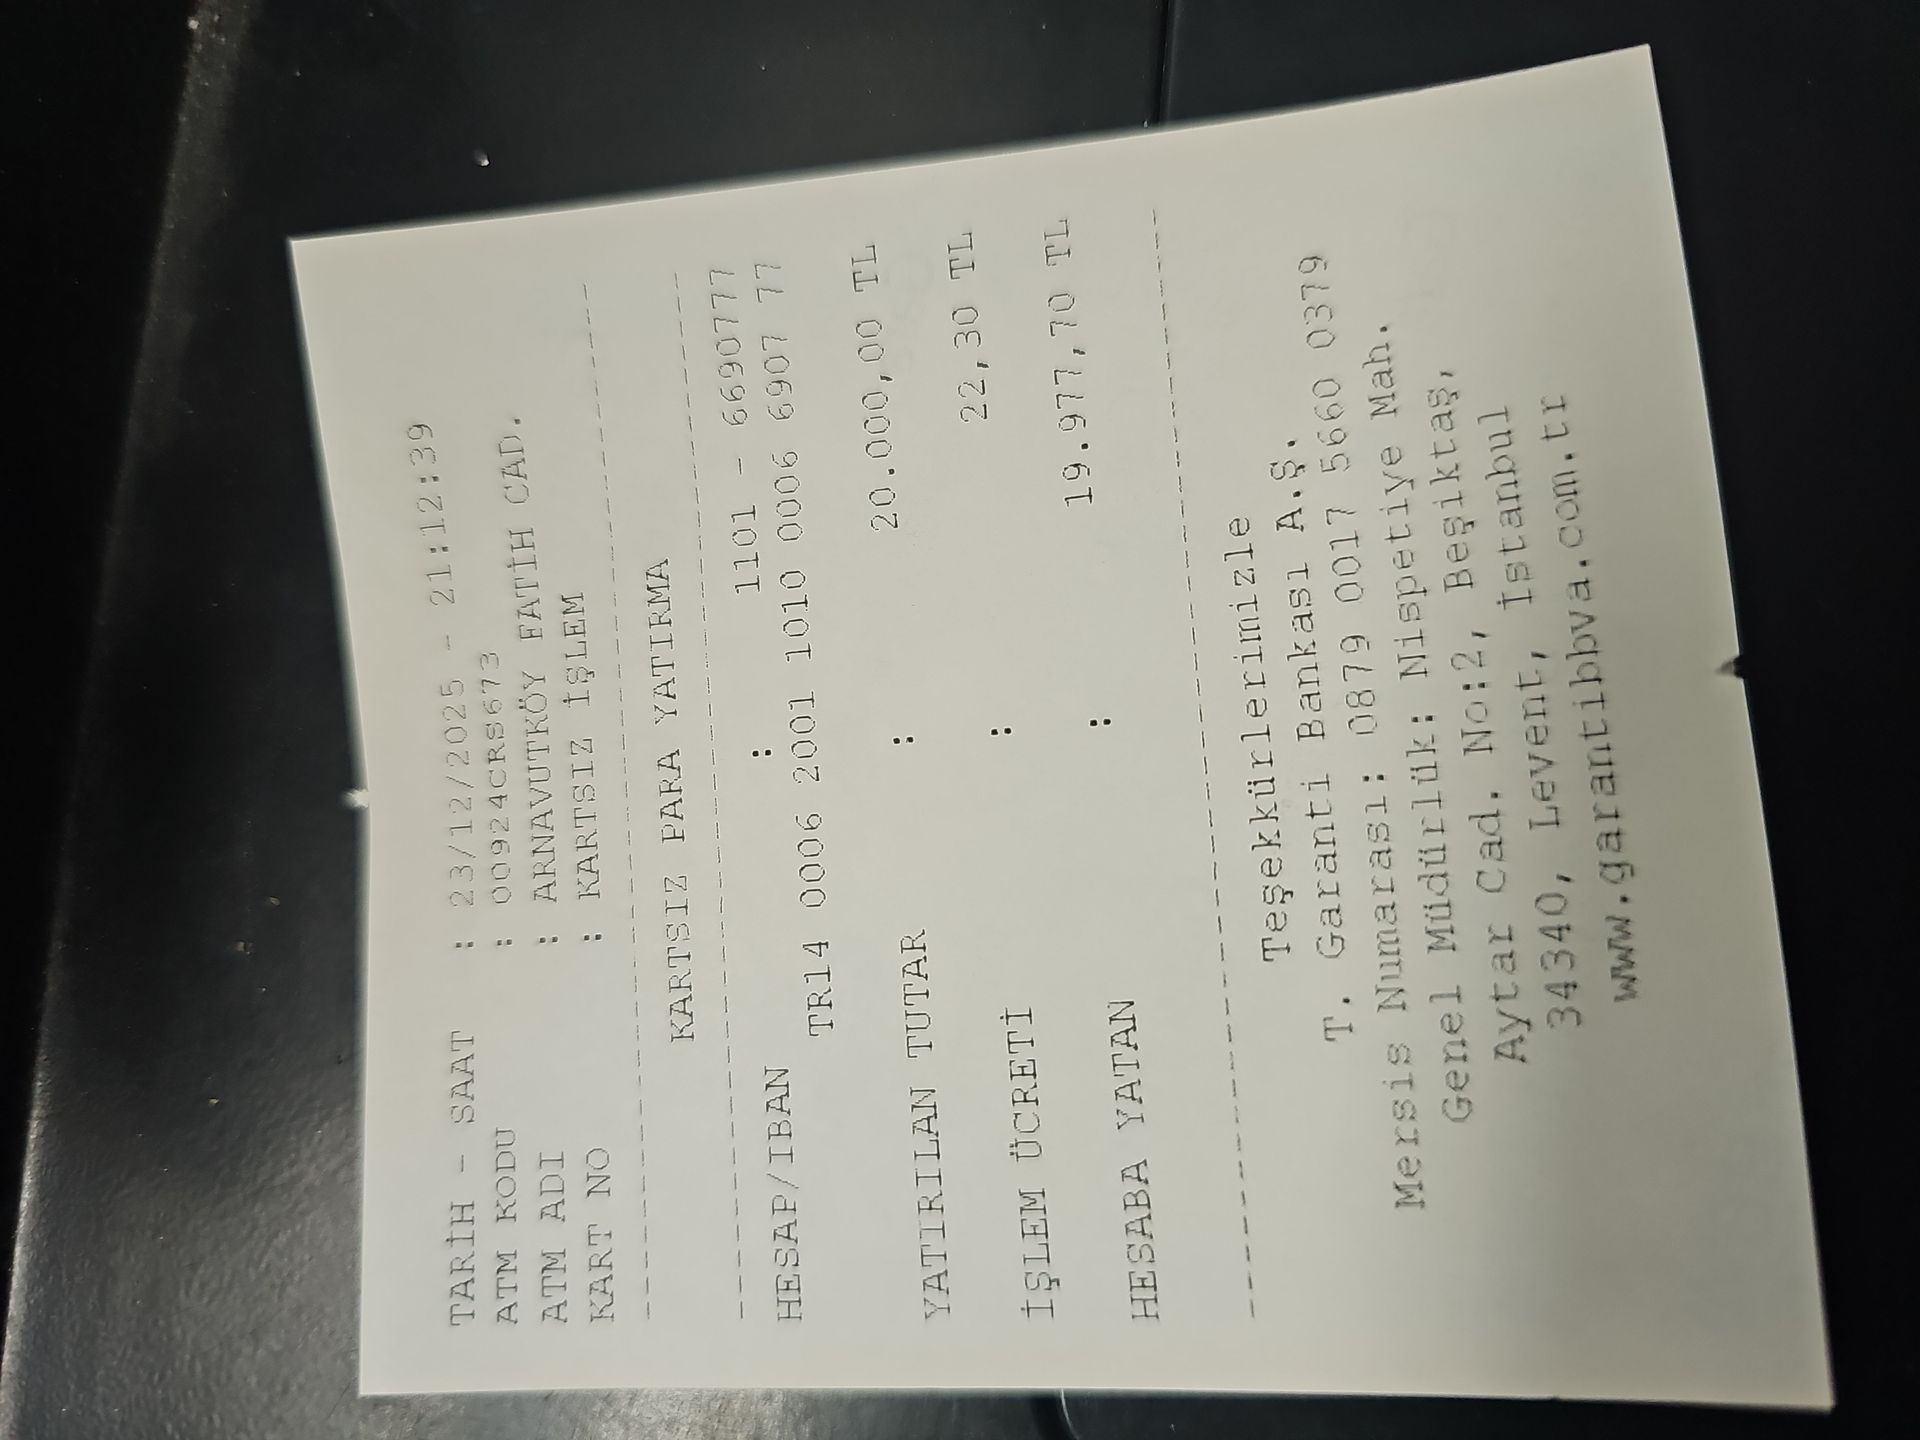 TARİH - SAAT : 23/12/2025 - 21:12:39
ATM KODU : 00924CRS673
ATM ADI : ARNAVUTKÖY FATİH CAD.
KART NO : KARTSIZ İŞLEM
KARTSIZ PARA YATIRMA
HESAP/IBAN : 1101 - 6690777
TR14 0006 2001 1010 0006 6907 77
YATIRILAN TUTAR : 20.000,00 TL
İŞLEM ÜCRETİ : 22,30 TL
HESABA YATAN : 19.977,70 TL
Teşekkürlerimizle
T. Garanti Bankası A.Ş.
Mersis Numarası: 0879 0017 5660 0379
Genel Müdürlük: Nispetiye Mah.
Aytar Cad. No:2, Beşiktaş,
34340, Levent, İstanbul
www.garantibbva.com.tr